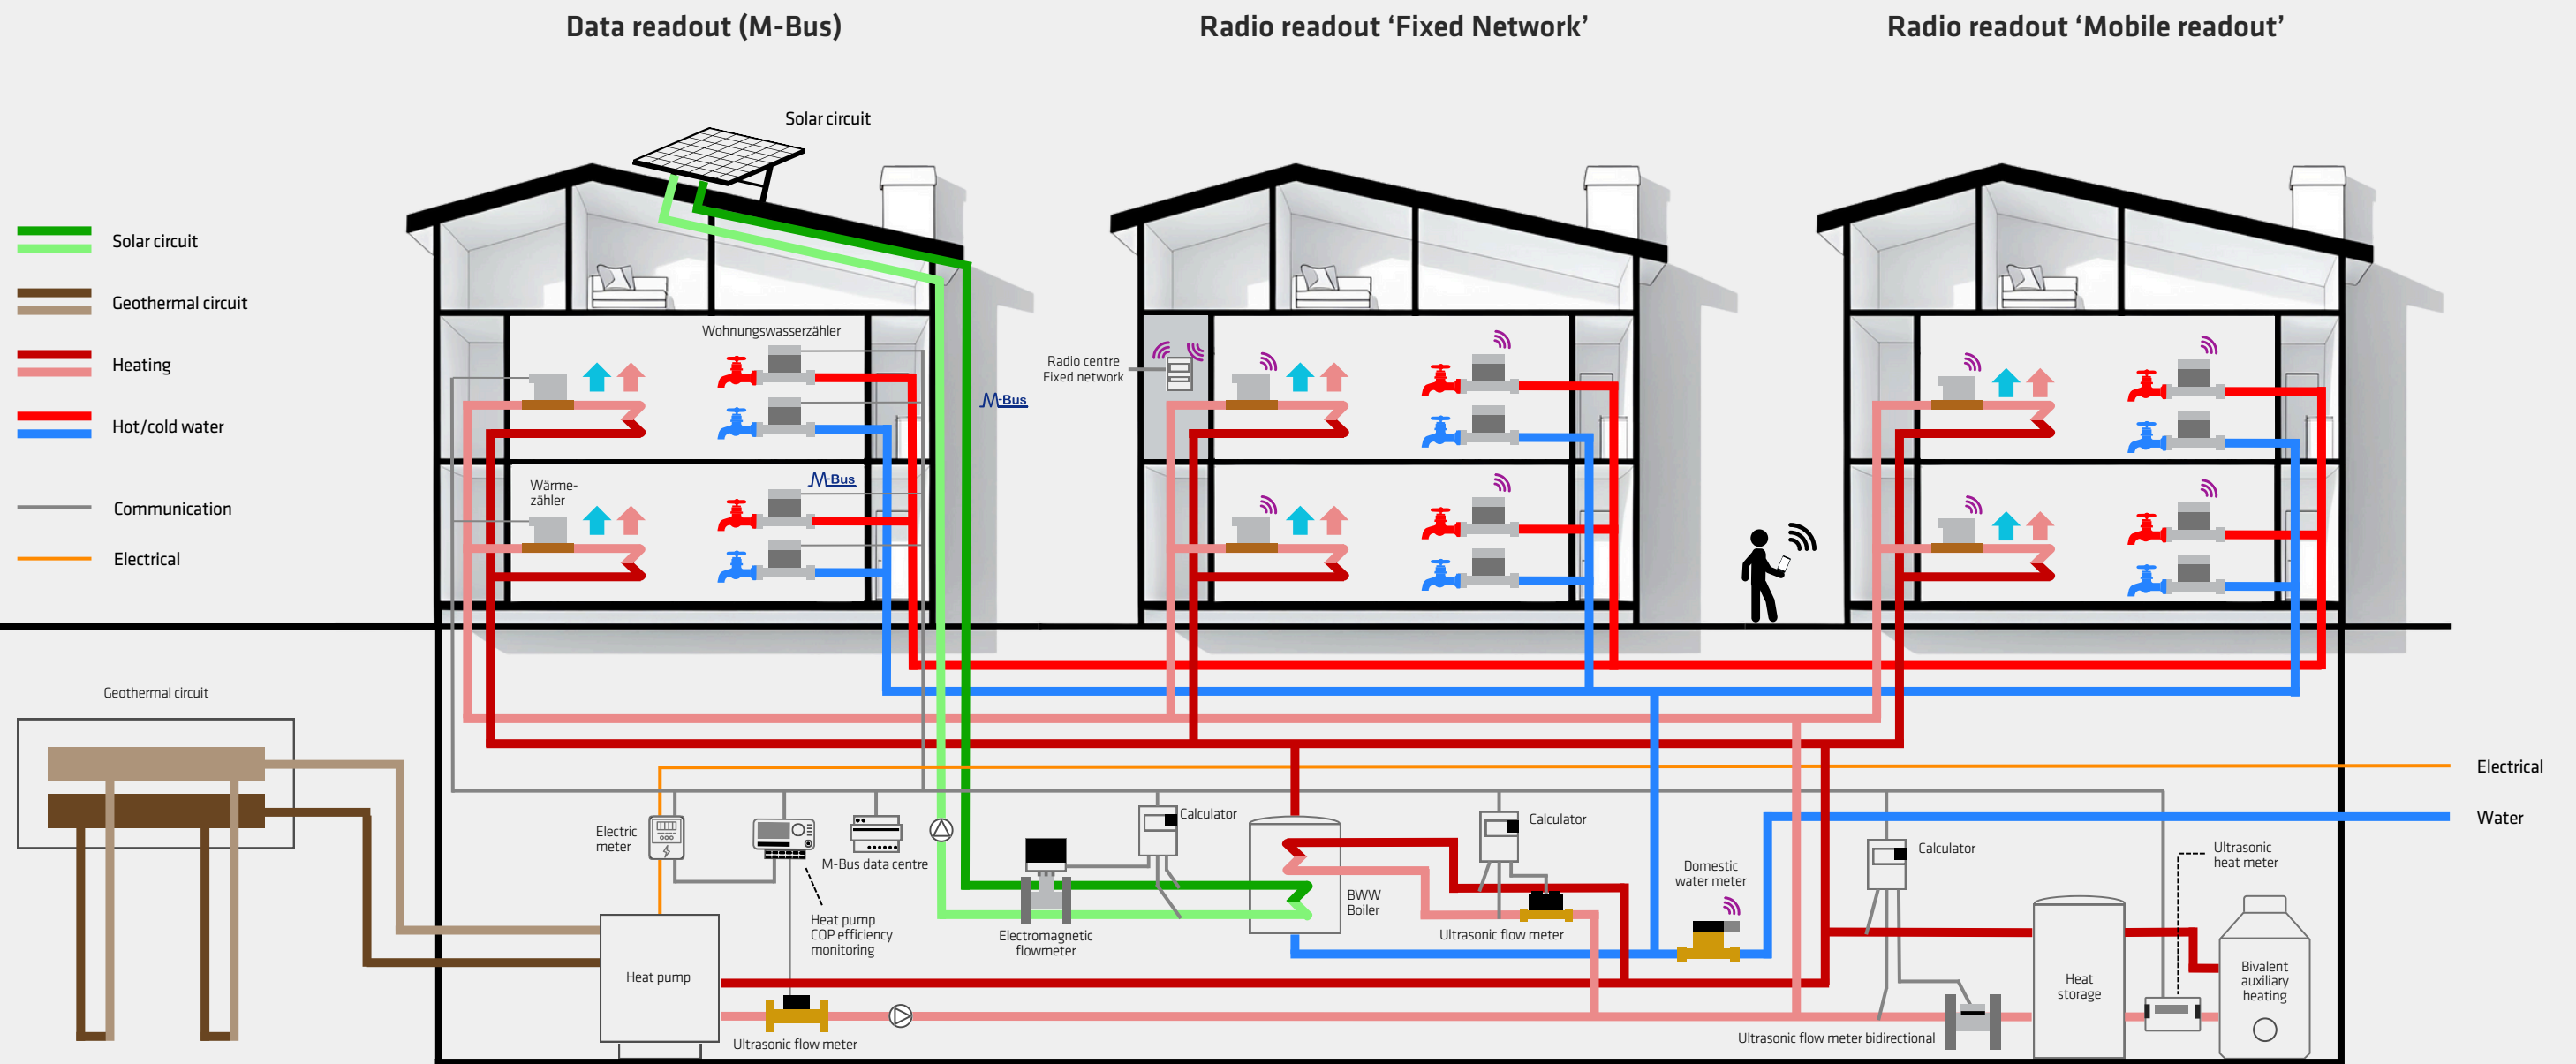 Data readout (M-Bus)
Radio readout ‘Fixed Network’
Radio readout ‘Mobile readout’
Solar circuit
Solar circuit
Geothermal circuit
Heating
Hot/cold water
Communication
Electrical
Wohnungswasserzähler
M-Bus
M-Bus
Wärme-
zähler
Radio centre
Fixed network
Geothermal circuit
Electrical
Water
Electric
meter
M-Bus data centre
Heat pump
COP efficiency
monitoring
Heat pump
Ultrasonic flow meter
Electromagnetic
flowmeter
Calculator
BWW
Boiler
Calculator
Ultrasonic flow meter
Domestic
water meter
Calculator
Ultrasonic flow meter bidirectional
Heat
storage
Ultrasonic
heat meter
Bivalent
auxiliary
heating